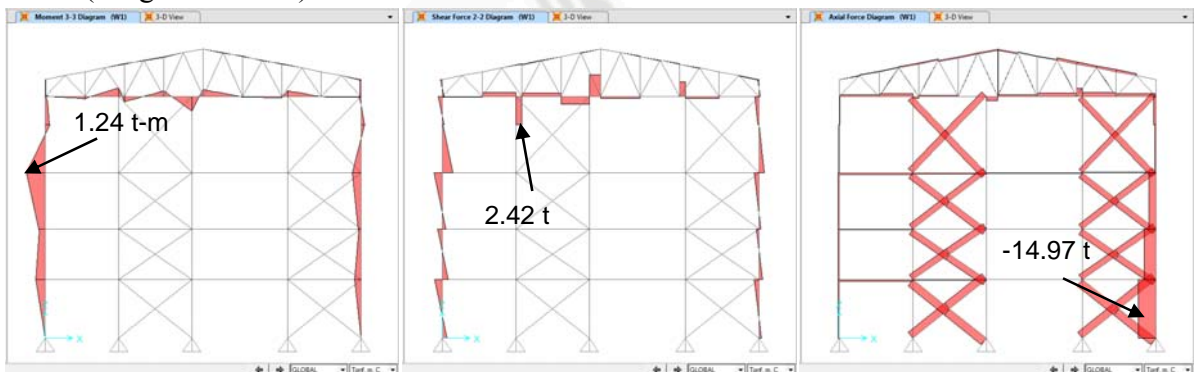 Moment 3-3 Diagram (W1)
3-D View
Shear Force 2-2 Diagram (W1)
3-D View
Axial Force Diagram (W1)
3-D View
1.24 t-m
2.42 t
-14.97 t
X
X
X
GLOBAL
Tonf, m, C
GLOBAL
Tonf, m, C
GLOBAL
Tonf, m, C